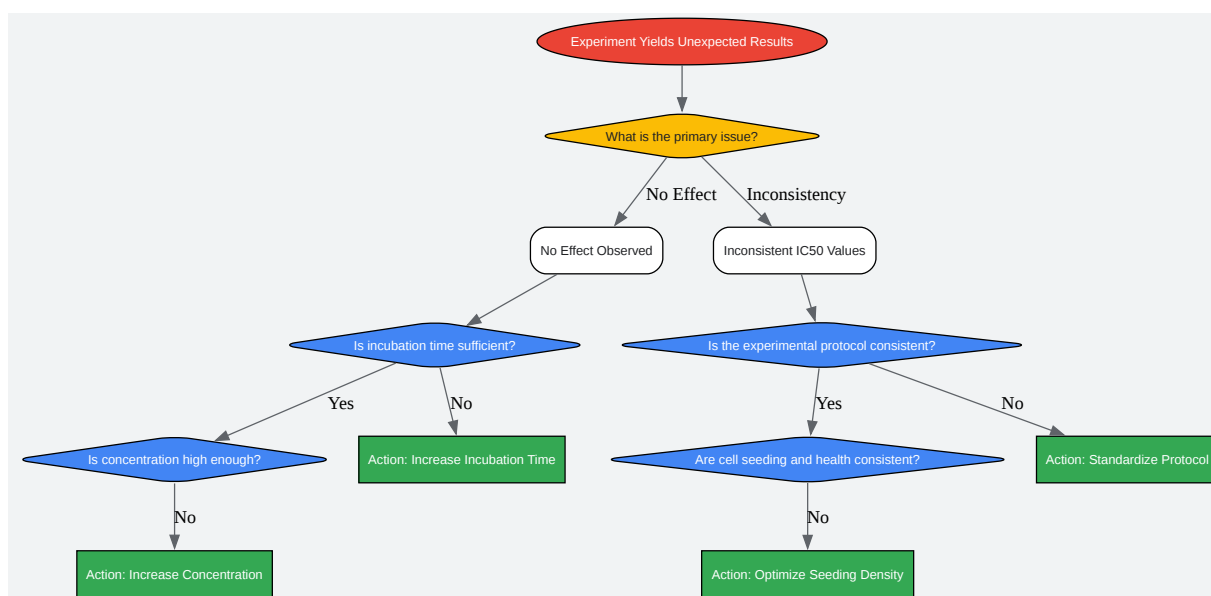 Experiment Yields Unexpected Results
What is the primary issue?
No Effect
Inconsistency
No Effect Observed
Inconsistent IC50 Values
Is incubation time sufficient?
Is the experimental protocol consistent?
Yes
No
Yes
No
Is concentration high enough?
Action: Increase Incubation Time
Are cell seeding and health consistent?
Action: Standardize Protocol
No
No
Action: Increase Concentration
Action: Optimize Seeding Density